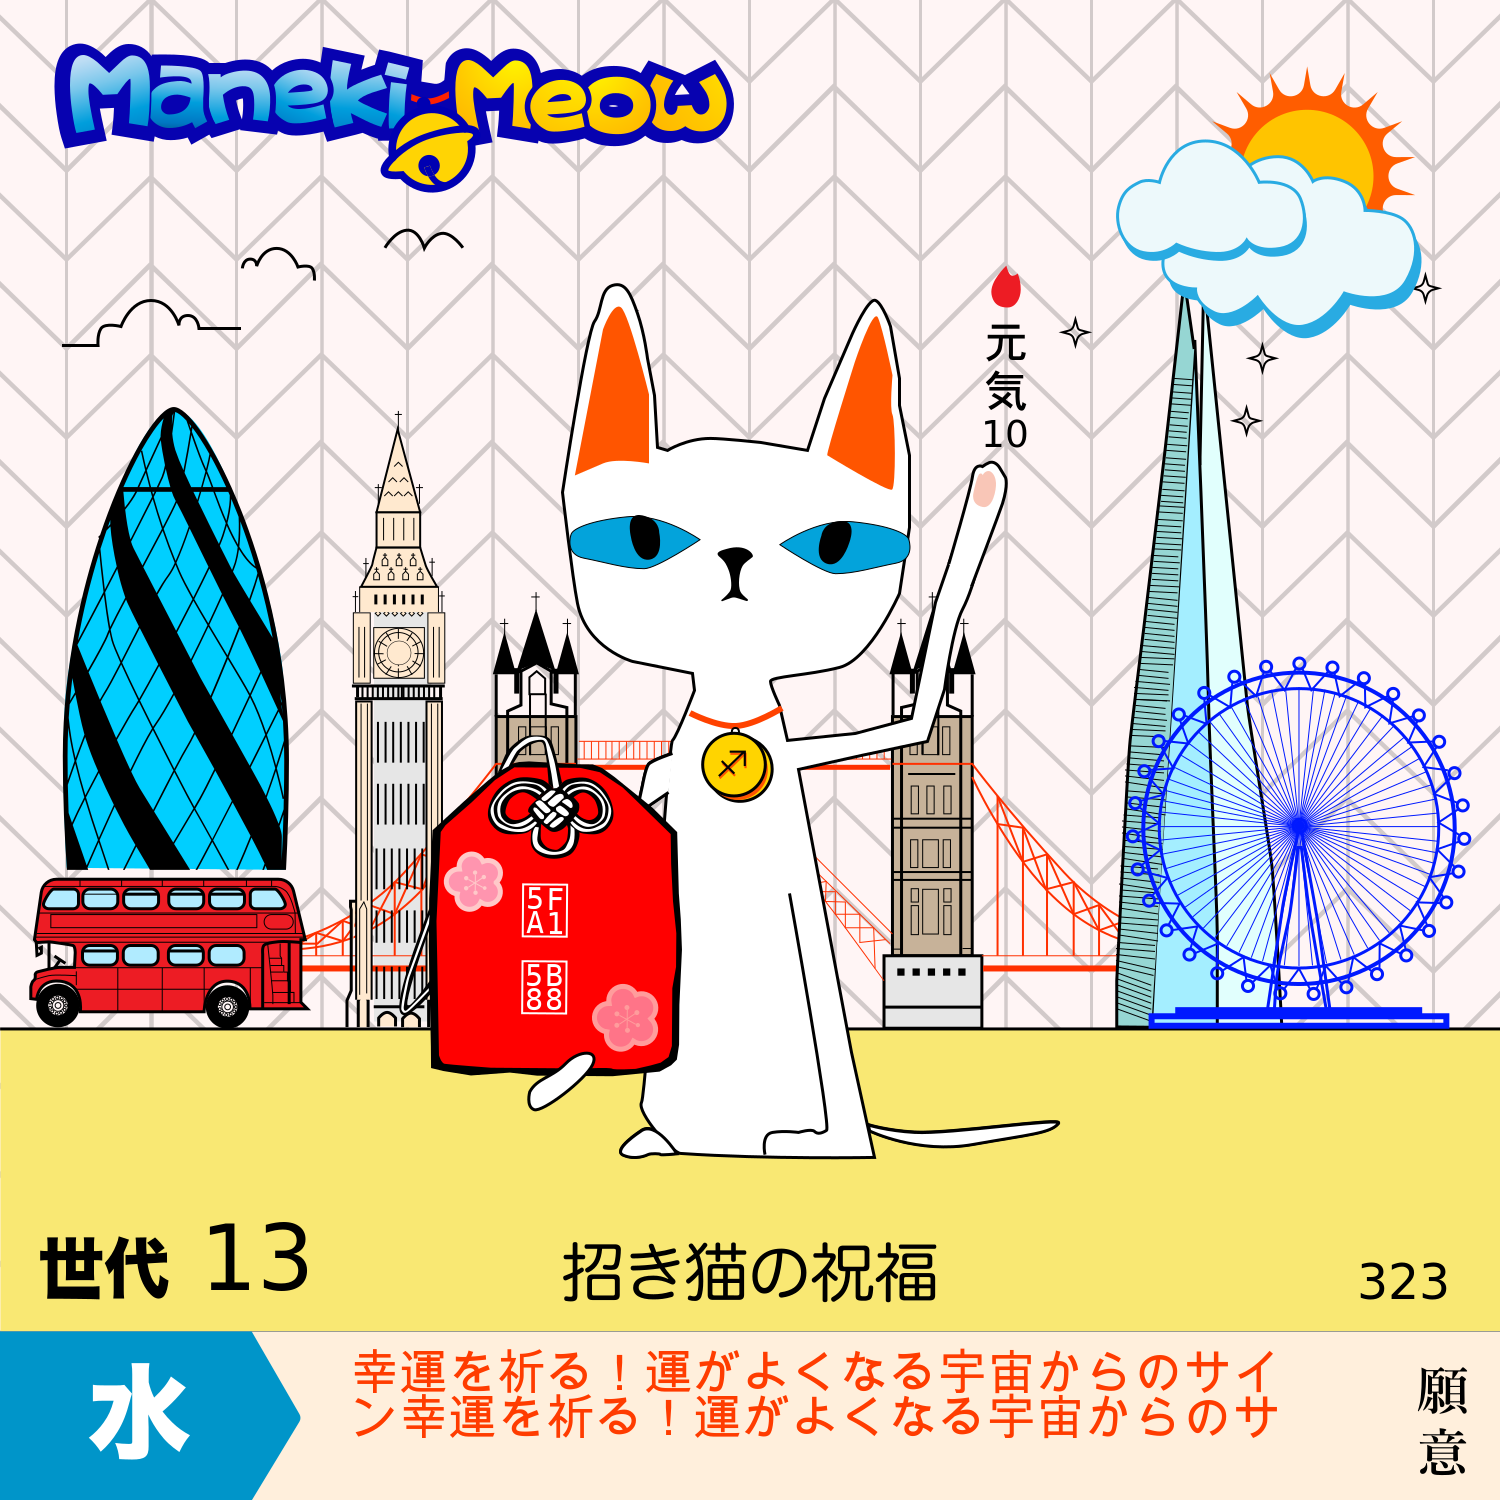 Maneki-Meow
元
気
10
5F
A1
5B
88
世代 13
招き猫の祝福
323
水
幸運を祈る！運がよくなる宇宙からのサイ
ン幸運を祈る！運がよくなる宇宙からのサ
願
意